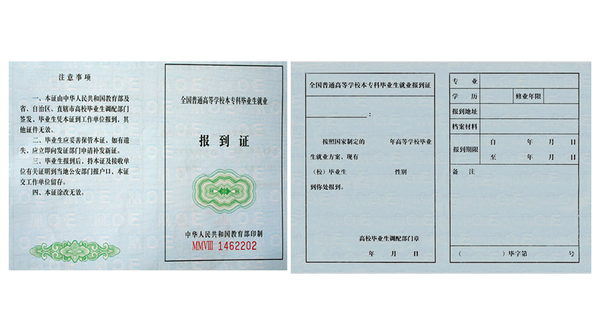 注意事项
一、本证由中华人民共和国教育部及
省、自治区、直辖市高校毕业生调配部门
签发，毕业生凭本证到工作单位报到，其
他证件无效。
二、毕业生应妥善保管本证，如有遗
失，应立即向发证部门申请补发新证。
三、毕业生报到后，持本证及接收单
位有关证明到当地公安部门报户口，本证
交工作单位留存。
四、本证涂改无效。
全国普通高等学校本专科毕业生就业
报到证
中华人民共和国教育部印制
MMVIII 1462202
全国普通高等学校本专科毕业生就业报到证
：
按照国家制定的 年高等学校毕业
生就业方案，现有
（校）毕业生 性别
到你处报到。
高校毕业生调配部门章
年 月 日
专业
学历 修业年限
报到地址
档案材料
报到期限 自 年 月 日
至 年 月 日
备注
（ ）毕字第 号